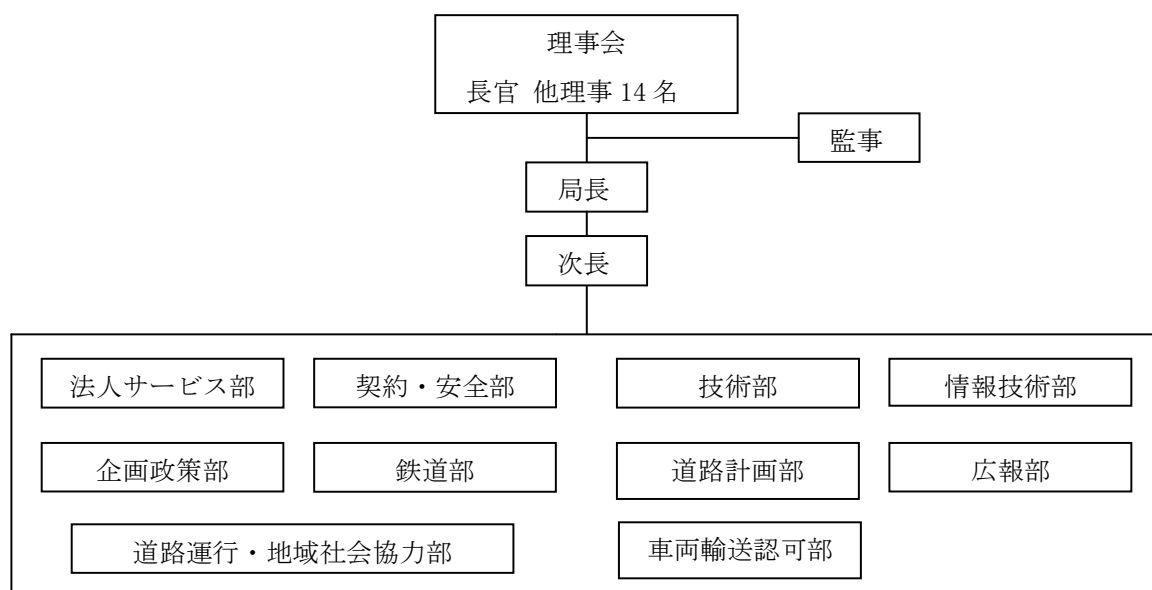 理事会
長官 他理事 14 名
監事
局長
次長
法人サービス部
契約・安全部
技術部
情報技術部
企画政策部
鉄道部
道路計画部
広報部
道路運行・地域社会協力部
車両輸送認可部